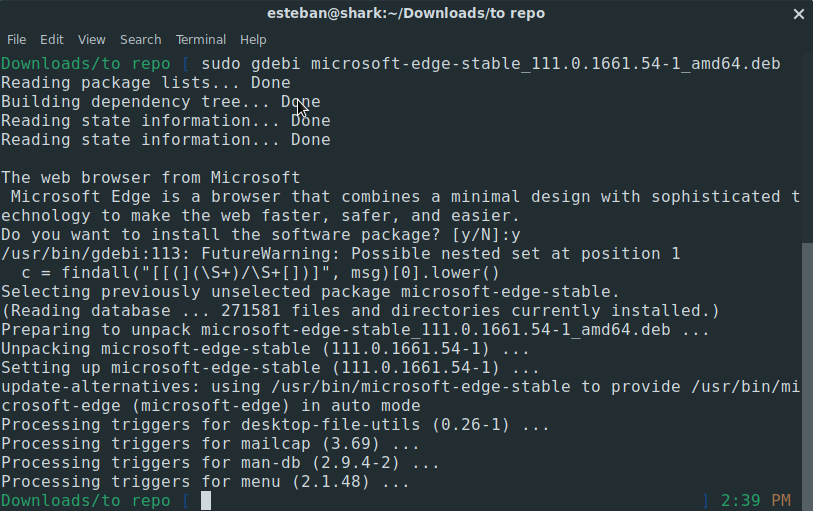 esteban@shark:~/Downloads/to repo
File Edit View Search Terminal Help
Downloads/to repo [ sudo gdebi microsoft-edge-stable_111.0.1661.54-1_amd64.deb
Reading package lists... Done
Building dependency tree... Done
Reading state information... Done
Reading state information... Done
The web browser from Microsoft
Microsoft Edge is a browser that combines a minimal design with sophisticated t
echnology to make the web faster, safer, and easier.
Do you want to install the software package? [y/N]:y
/usr/bin/gdebi:113: FutureWarning: Possible nested set at position 1
c = findall("[[(](\S+)/\S+[])]", msg)[0].lower()
Selecting previously unselected package microsoft-edge-stable.
(Reading database ... 271581 files and directories currently installed.)
Preparing to unpack microsoft-edge-stable_111.0.1661.54-1_amd64.deb ...
Unpacking microsoft-edge-stable (111.0.1661.54-1) ...
Setting up microsoft-edge-stable (111.0.1661.54-1) ...
update-alternatives: using /usr/bin/microsoft-edge-stable to provide /usr/bin/mi
crosoft-edge (microsoft-edge) in auto mode
Processing triggers for desktop-file-utils (0.26-1) ...
Processing triggers for mailcap (3.69) ...
Processing triggers for man-db (2.9.4-2) ...
Processing triggers for menu (2.1.48) ...
Downloads/to repo [ ] 2:39 PM